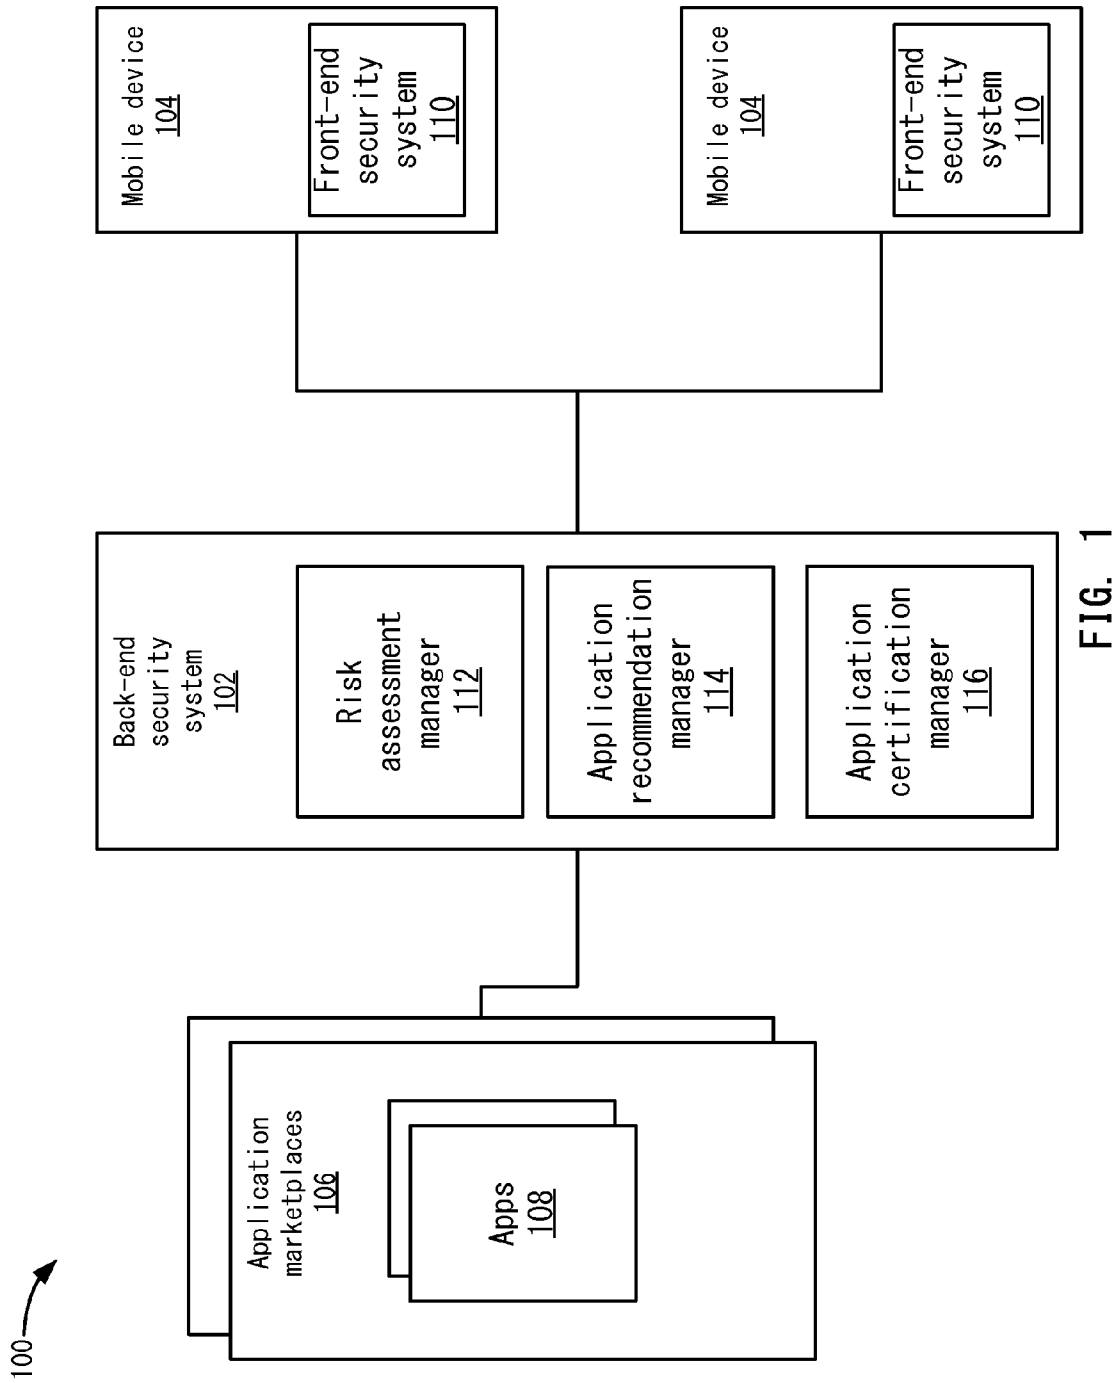 100
Application
marketplaces
106
Apps
108
Back-end
security
system
102
Risk
assessment
manager
112
Application
recommendation
manager
114
Application
certification
manager
116
Mobile device
104
Front-end
security
system
110
Mobile device
104
Front-end
security
system
110
FIG. 1